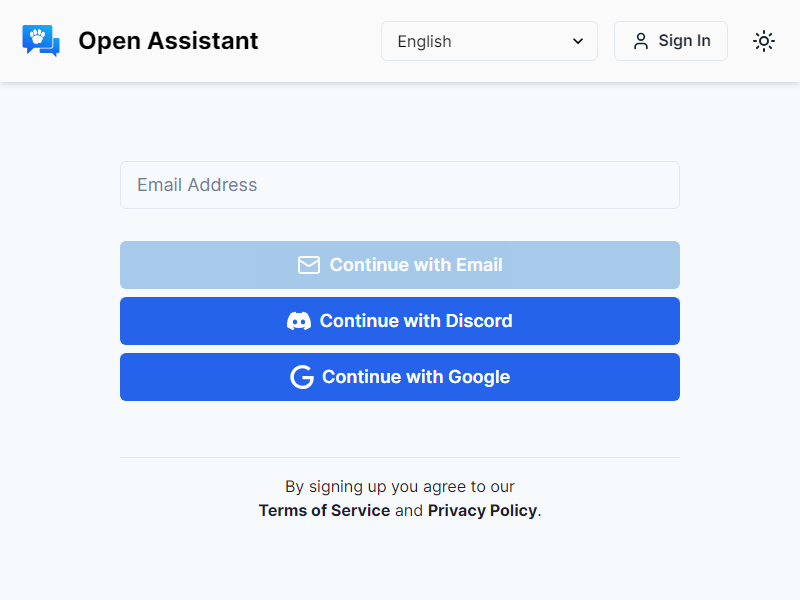 Open Assistant
English
Sign In
Email Address
Continue with Email
Continue with Discord
Continue with Google
By signing up you agree to our
Terms of Service and Privacy Policy.